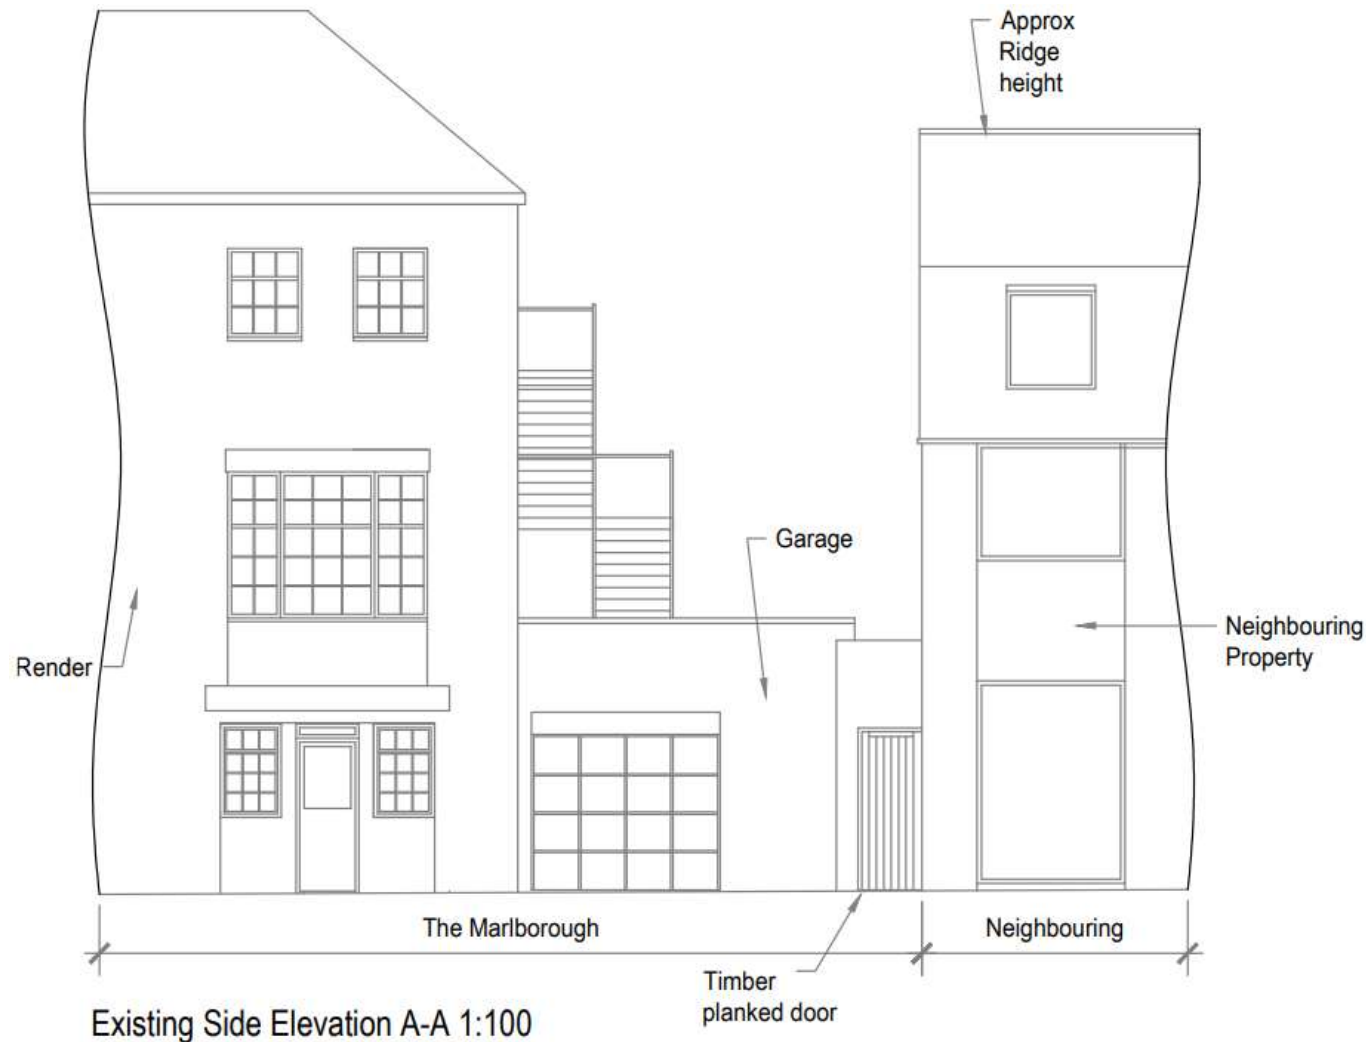 Approx
Ridge
height
Garage
Neighbouring
Property
Render
The Marlborough
Neighbouring
Timber
planked door
Existing Side Elevation A-A 1:100